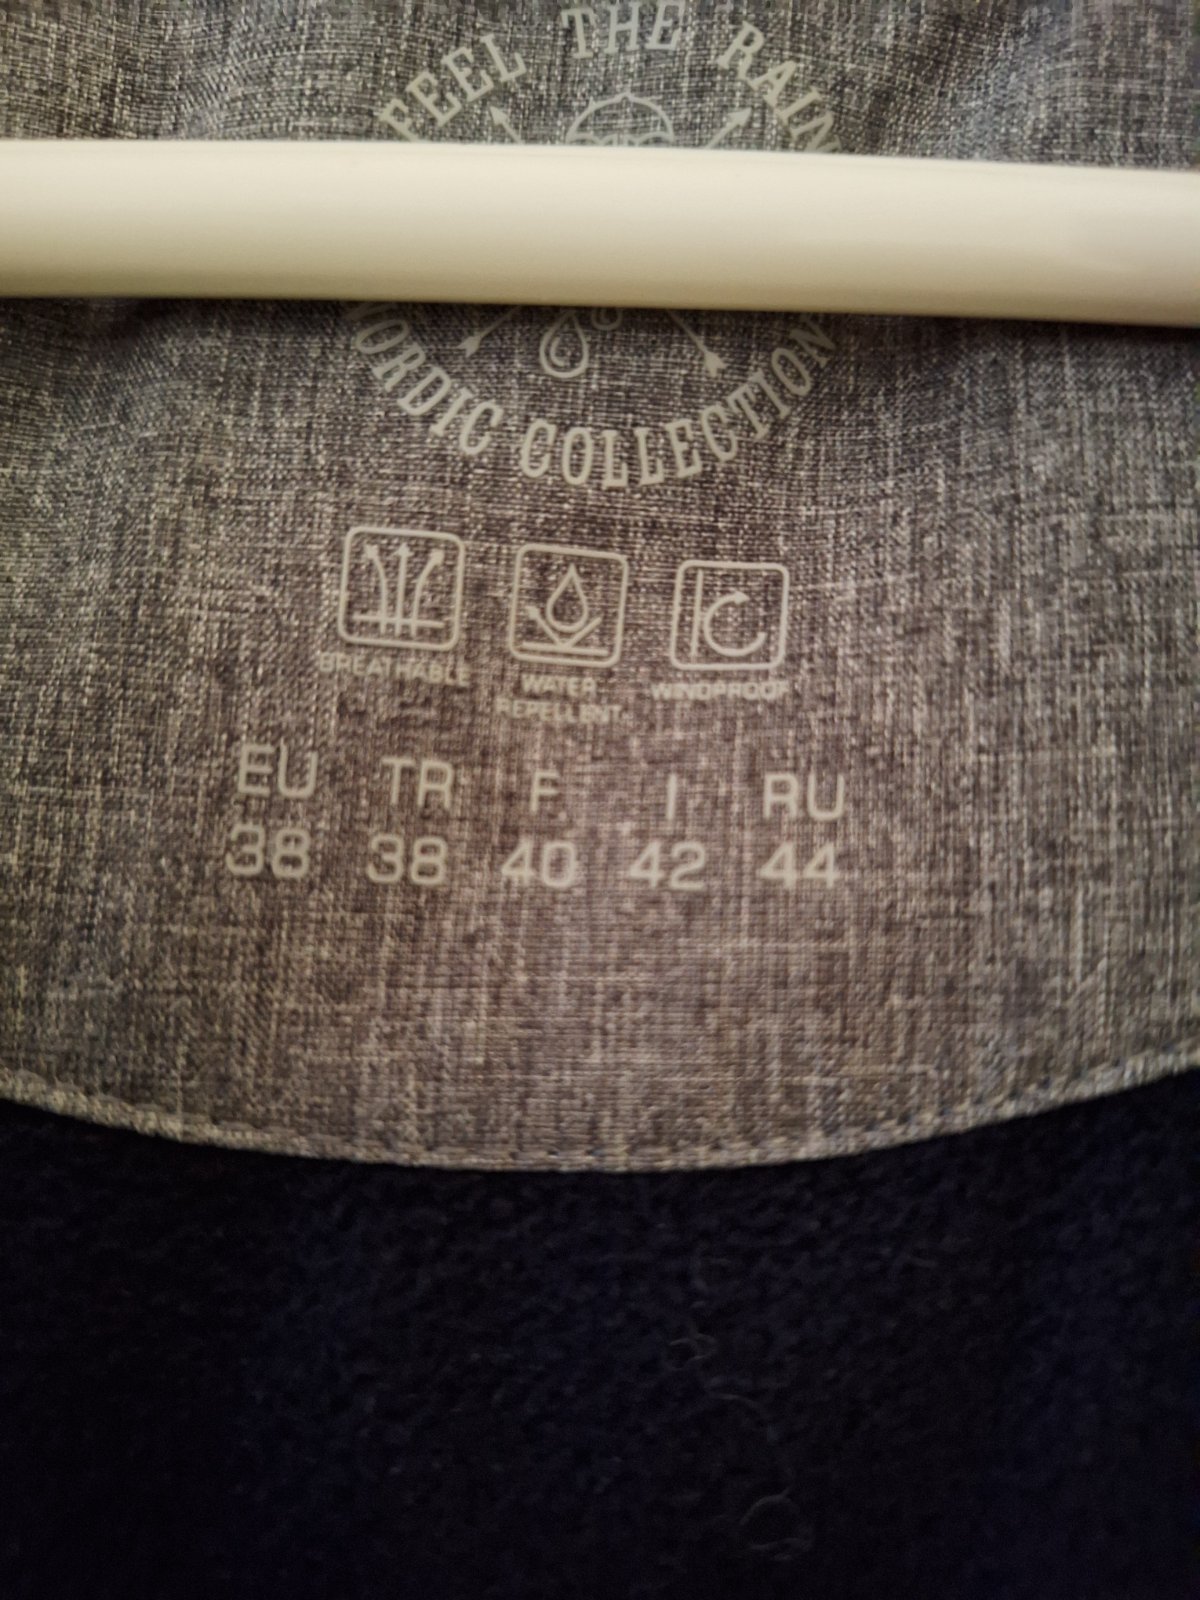 FEEL THE RAIN
NORDIC COLLECTION
BREATHABLE
WATER
REPELLENT
WINDPROOF
EU TR F I RU
38 38 40 42 44